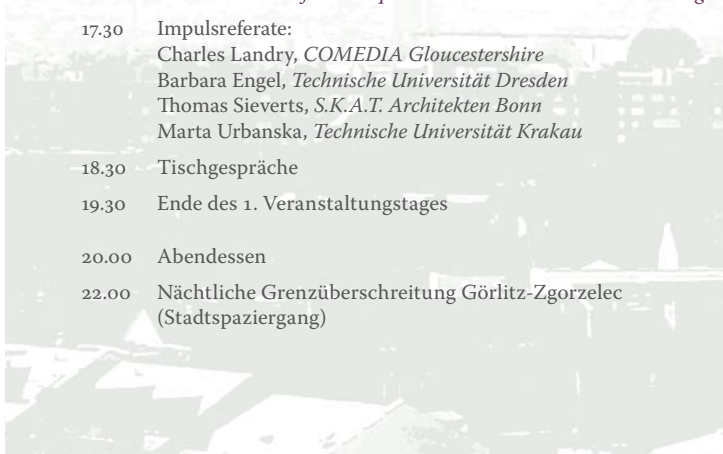 17.30 Impulsreferate:
Charles Landry, COMEDIA Gloucestershire
Barbara Engel, Technische Universität Dresden
Thomas Sieverts, S.K.A.T. Architekten Bonn
Marta Urbanska, Technische Universität Krakau
18.30 Tischgespräche
19.30 Ende des 1. Veranstaltungstages
20.00 Abendessen
22.00 Nächtliche Grenzüberschreitung Görlitz-Zgorzelec
(Stadtspaziergang)